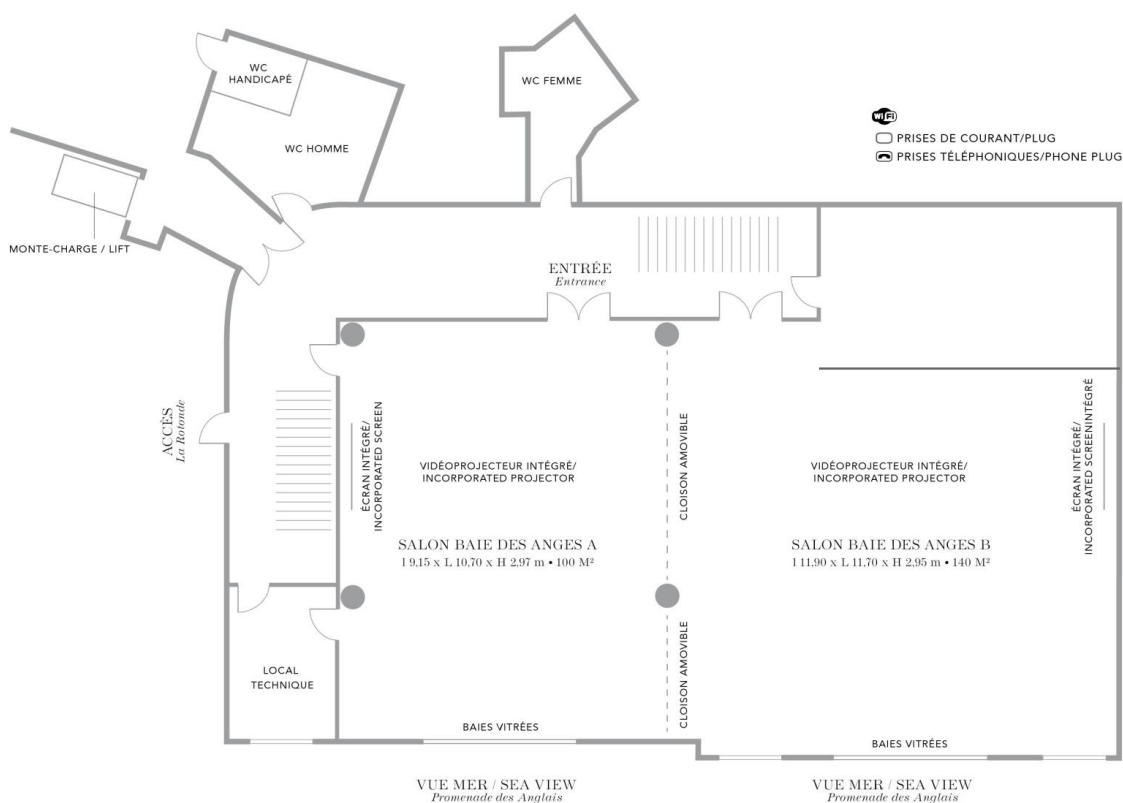 WC
HANDICAPÉ
WC HOMME
WC FEMME
WiFi
PRISES DE COURANT/PLUG
PRISES TÉLÉPHONIQUES/PHONE PLUG
MONTE-CHARGE / LIFT
ENTRÉE
Entrance
ACCÈS
La Rotonde
ÉCRAN INTÉGRÉ/
INCORPORATED SCREEN
VIDÉOPROJECTEUR INTÉGRÉ/
INCORPORATED PROJECTOR
CLOISON AMOVIBLE
VIDÉOPROJECTEUR INTÉGRÉ/
INCORPORATED PROJECTOR
ÉCRAN INTÉGRÉ/
INCORPORATED SCREENINTÉGRÉ
SALON BAIE DES ANGES A
l 9,15 x L 10,70 x H 2,97 m • 100 M²
SALON BAIE DES ANGES B
l 11,90 x L 11,70 x H 2,95 m • 140 M²
LOCAL
TECHNIQUE
CLOISON AMOVIBLE
BAIES VITRÉES
BAIES VITRÉES
VUE MER / SEA VIEW
Promenade des Anglais
VUE MER / SEA VIEW
Promenade des Anglais